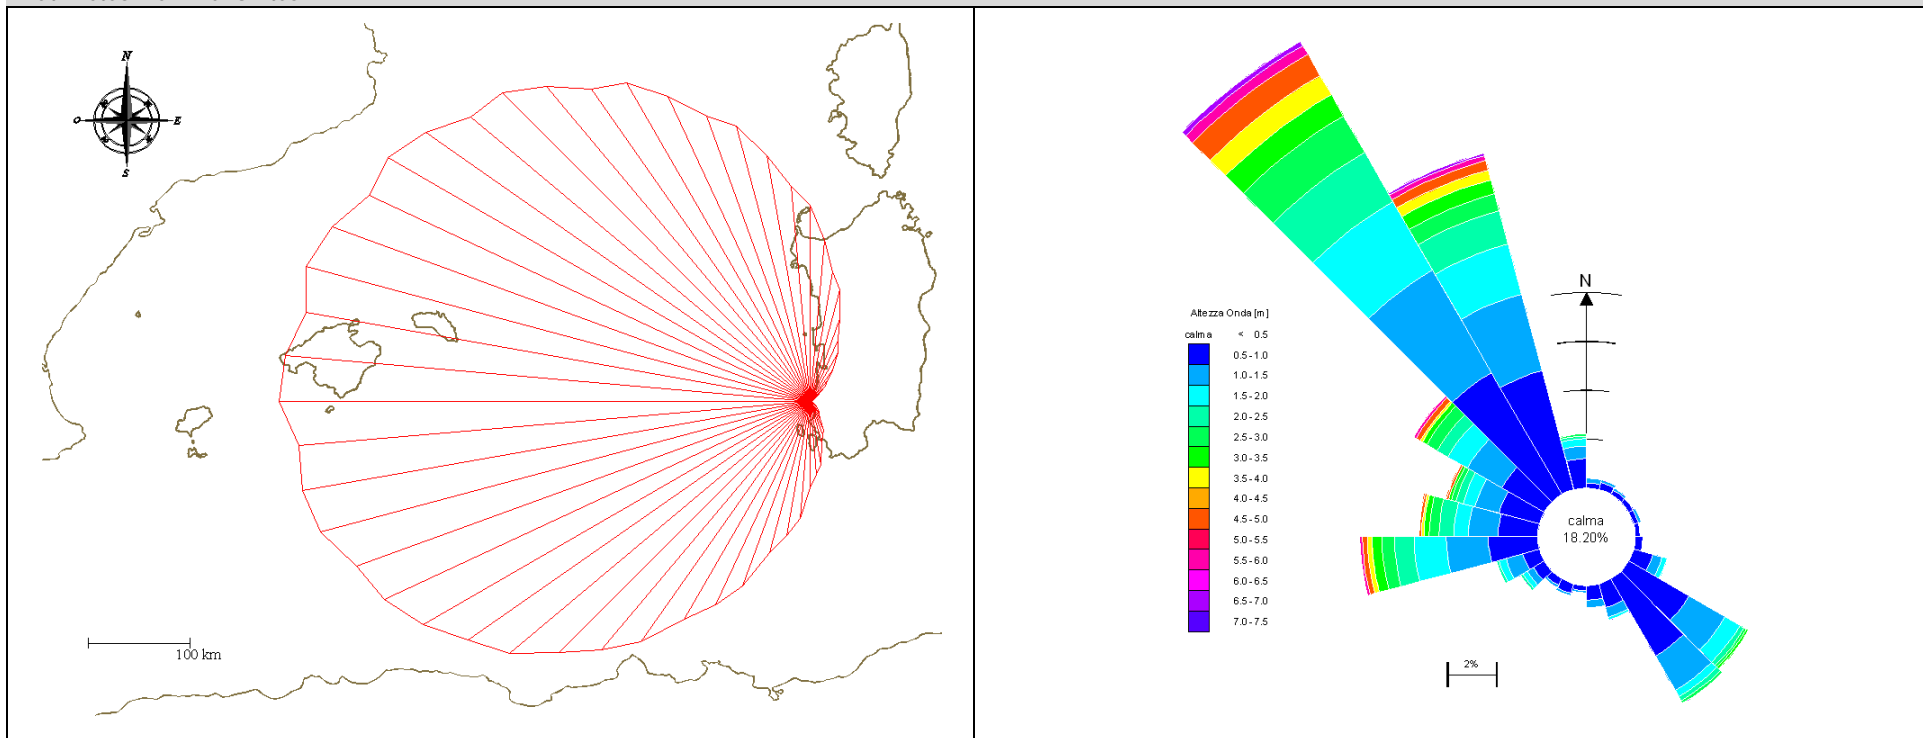 N
O
E
S
100 km
N
Altezza Onda [m]
calma < 0.5
0.5 - 1.0
1.0 - 1.5
1.5 - 2.0
2.0 - 2.5
2.5 - 3.0
3.0 - 3.5
3.5 - 4.0
4.0 - 4.5
4.5 - 5.0
5.0 - 5.5
5.5 - 6.0
6.0 - 6.5
6.5 - 7.0
7.0 - 7.5
calma
18.20%
2%